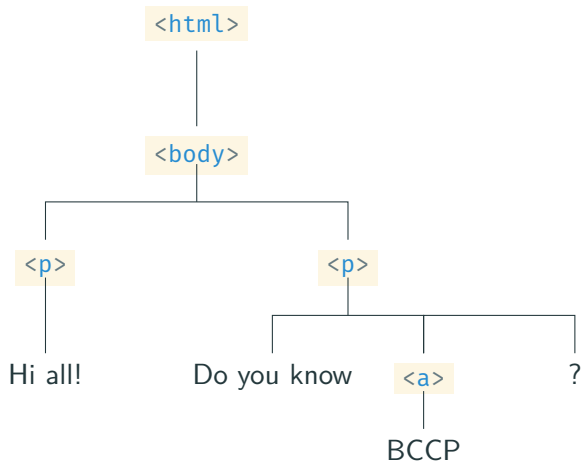 <html>
<body>
<p> <p>
Hi all! Do you know <a> ?
BCCP